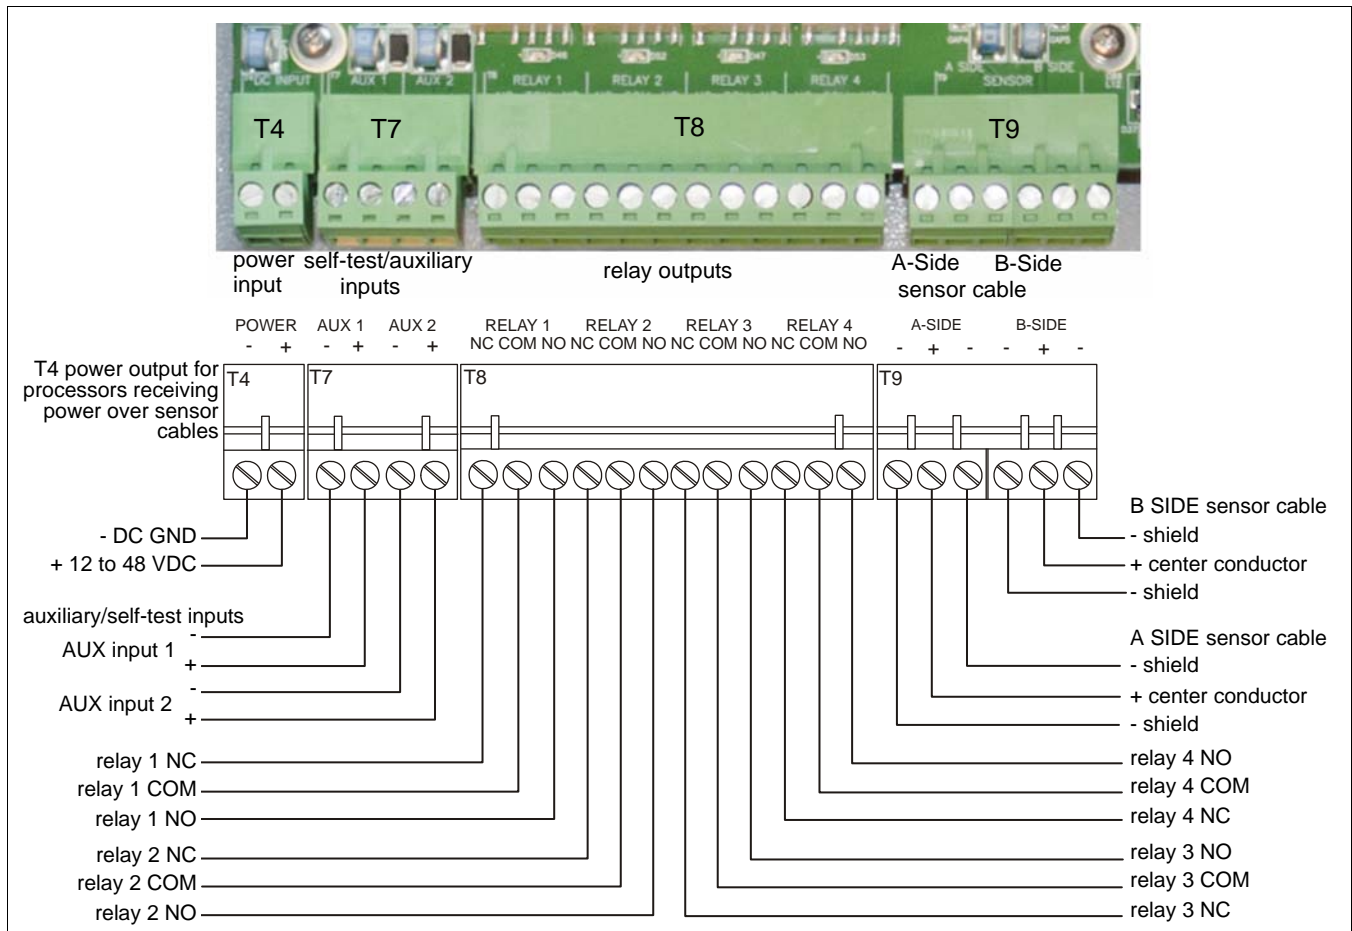 T4 DC INPUT
T7 AUX 1 AUX 2
T8 RELAY 1 RELAY 2 RELAY 3 RELAY 4
A SIDE B SIDE
T9 SENSOR
T4 T7 T8 T9
power input
self-test/auxiliary inputs
relay outputs
A-Side B-Side
sensor cable
POWER AUX 1 AUX 2 RELAY 1 RELAY 2 RELAY 3 RELAY 4 A-SIDE B-SIDE
- + - + - + NC COM NO NC COM NO NC COM NO NC COM NO - + - - + -
T4 power output for
processors receiving
power over sensor
cables
T4 T7 T8 T9
- DC GND
+ 12 to 48 VDC
auxiliary/self-test inputs
-
AUX input 1
+
-
AUX input 2
+
relay 1 NC
relay 1 COM
relay 1 NO
relay 2 NC
relay 2 COM
relay 2 NO
B SIDE sensor cable
- shield
+ center conductor
- shield
A SIDE sensor cable
- shield
+ center conductor
- shield
relay 4 NO
relay 4 COM
relay 4 NC
relay 3 NO
relay 3 COM
relay 3 NC